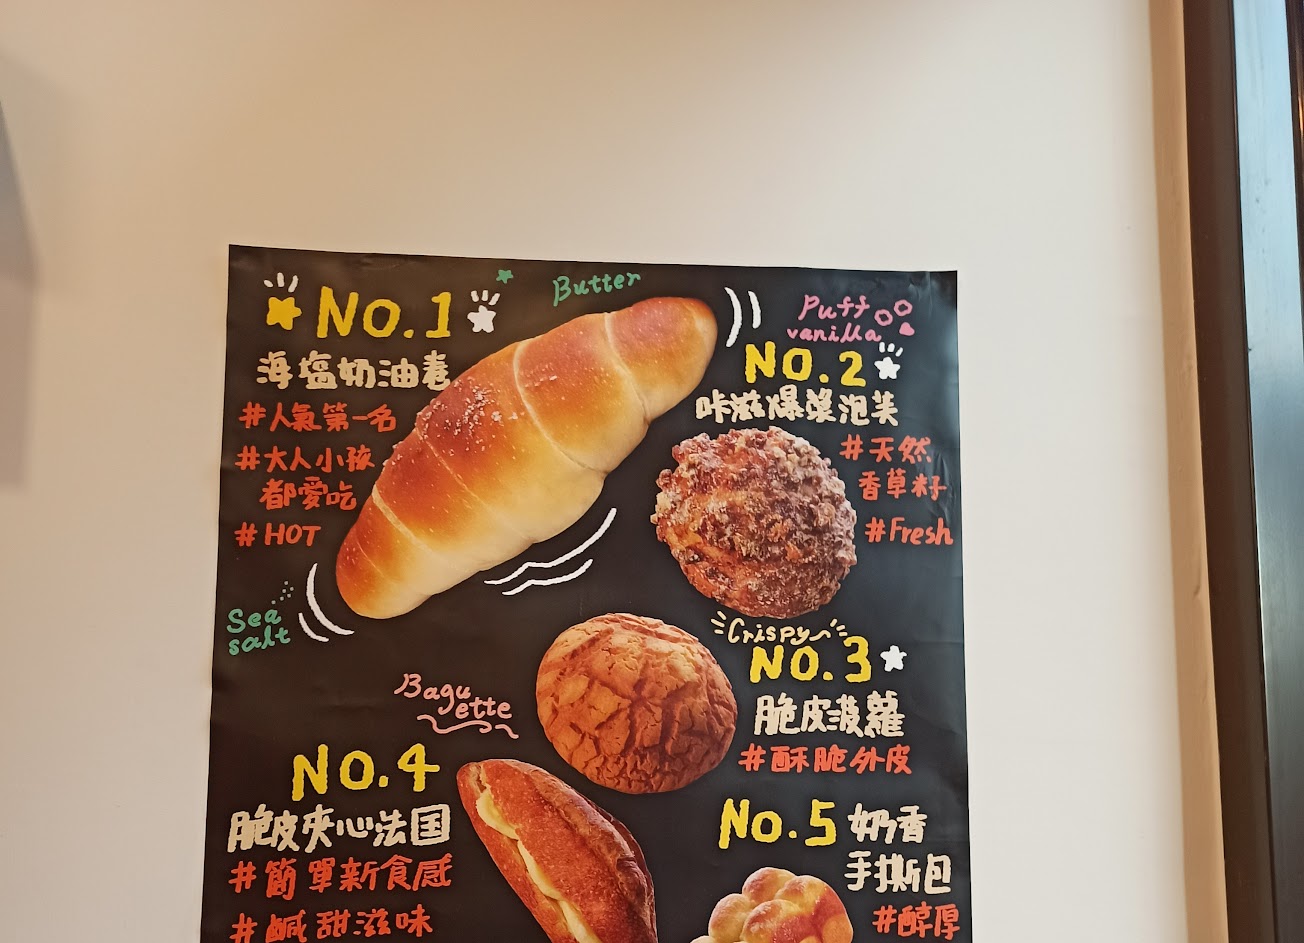 Butter
NO.1
海塩奶油卷
#人氣第一名
#大人小孩
都愛吃
#HOT
Sea
salt
Puff
vanilla
NO.2
咔滋爆漿泡芙
#天然
香草籽
#Fresh
Crispy
NO.3
脆皮菠蘿
#酥脆外皮
Bagu
ette
NO.4
脆皮夾心法国
#簡單新食感
#鹹甜滋味
NO.5 奶香
手撕包
#醇厚